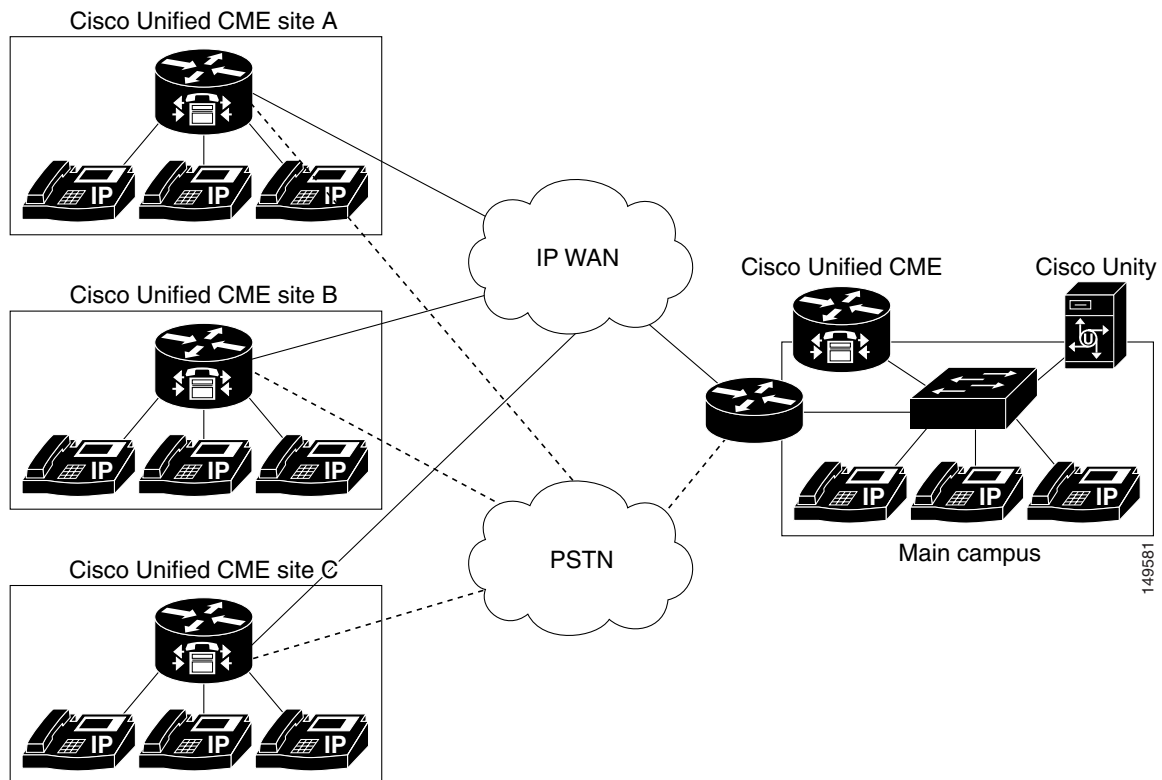 Cisco Unified CME site A
IP IP IP
IP WAN
Cisco Unified CME
Cisco Unity
U
Cisco Unified CME site B
IP IP IP
IP IP IP
Main campus
149581
PSTN
Cisco Unified CME site C
IP IP IP